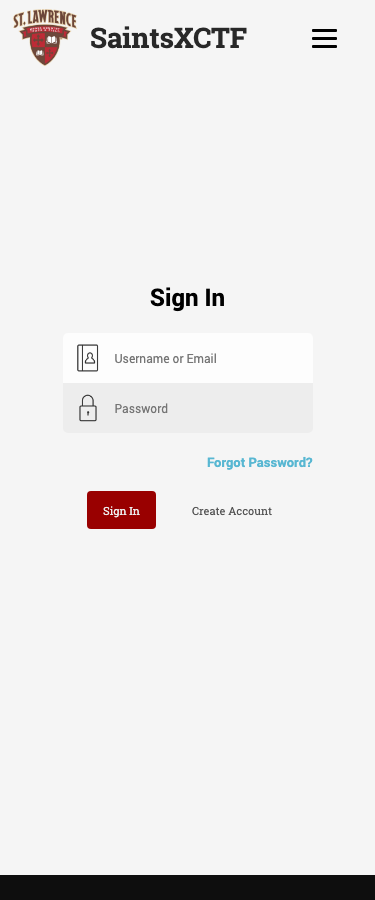 ST. LAWRENCE
SaintsXCTF
Sign In
Username or Email
Password
Forgot Password?
Sign In
Create Account